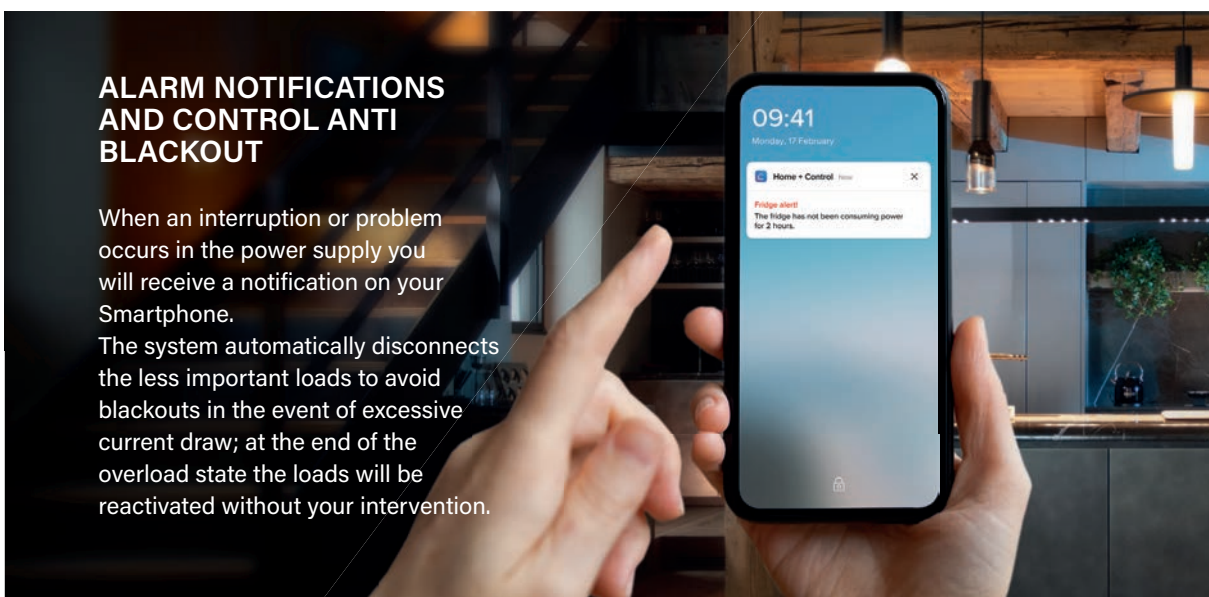 ALARM NOTIFICATIONS
AND CONTROL ANTI
BLACKOUT
When an interruption or problem
occurs in the power supply you
will receive a notification on your
Smartphone.
The system automatically disconnects
the less important loads to avoid
blackouts in the event of excessive
current draw; at the end of the
overload state the loads will be
reactivated without your intervention.
09:41
Monday, 17 February
Home + Control Now
Fridge alert!
The fridge has not been consuming power
for 2 hours.